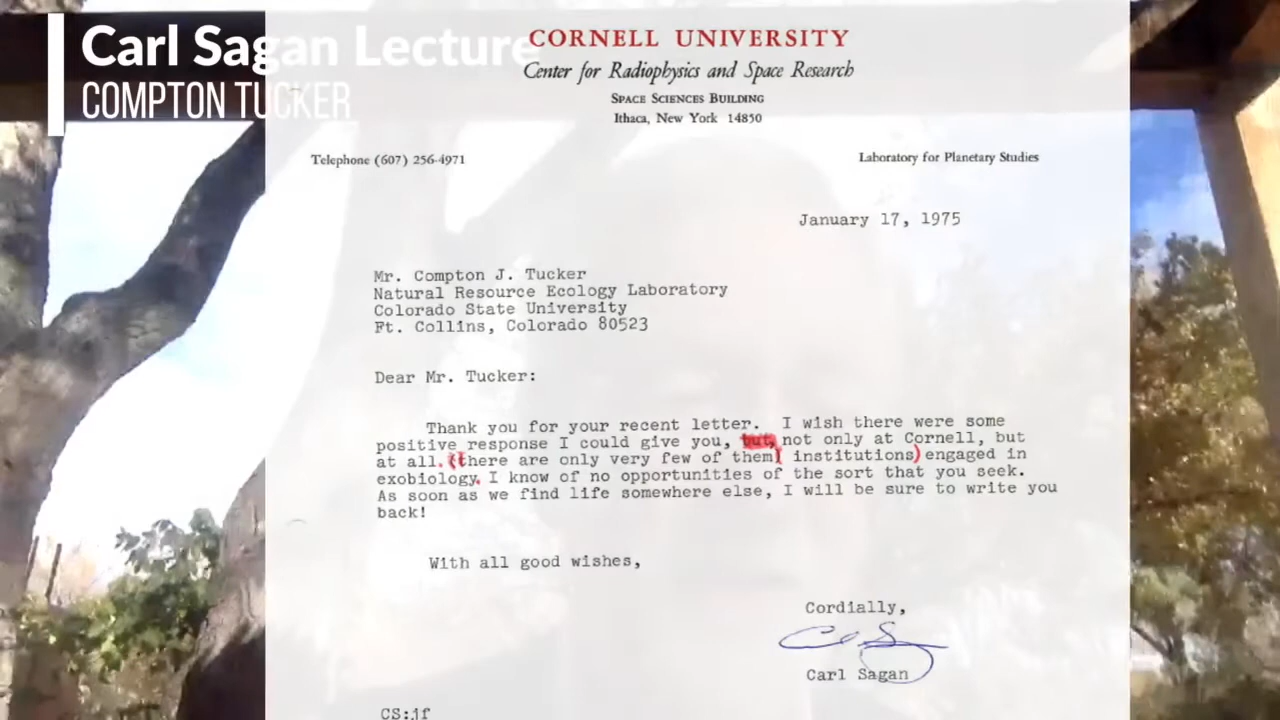 Carl Sagan Lecture
COMPTON TUCKER
CORNELL UNIVERSITY
Center for Radiophysics and Space Research
SPACE SCIENCES BUILDING
Ithaca, New York 14850
Telephone (607) 256-4971
Laboratory for Planetary Studies
January 17, 1975
Mr. Compton J. Tucker
Natural Resource Ecology Laboratory
Colorado State University
Ft. Collins, Colorado 80523
Dear Mr. Tucker:
Thank you for your recent letter. I wish there were some
positive response I could give you, but, not only at Cornell, but
at all. (there are only very few of them) institutions) engaged in
exobiology. I know of no opportunities of the sort that you seek.
As soon as we find life somewhere else, I will be sure to write you
back!
With all good wishes,
Cordially,
Carl Sagan
CS:jf